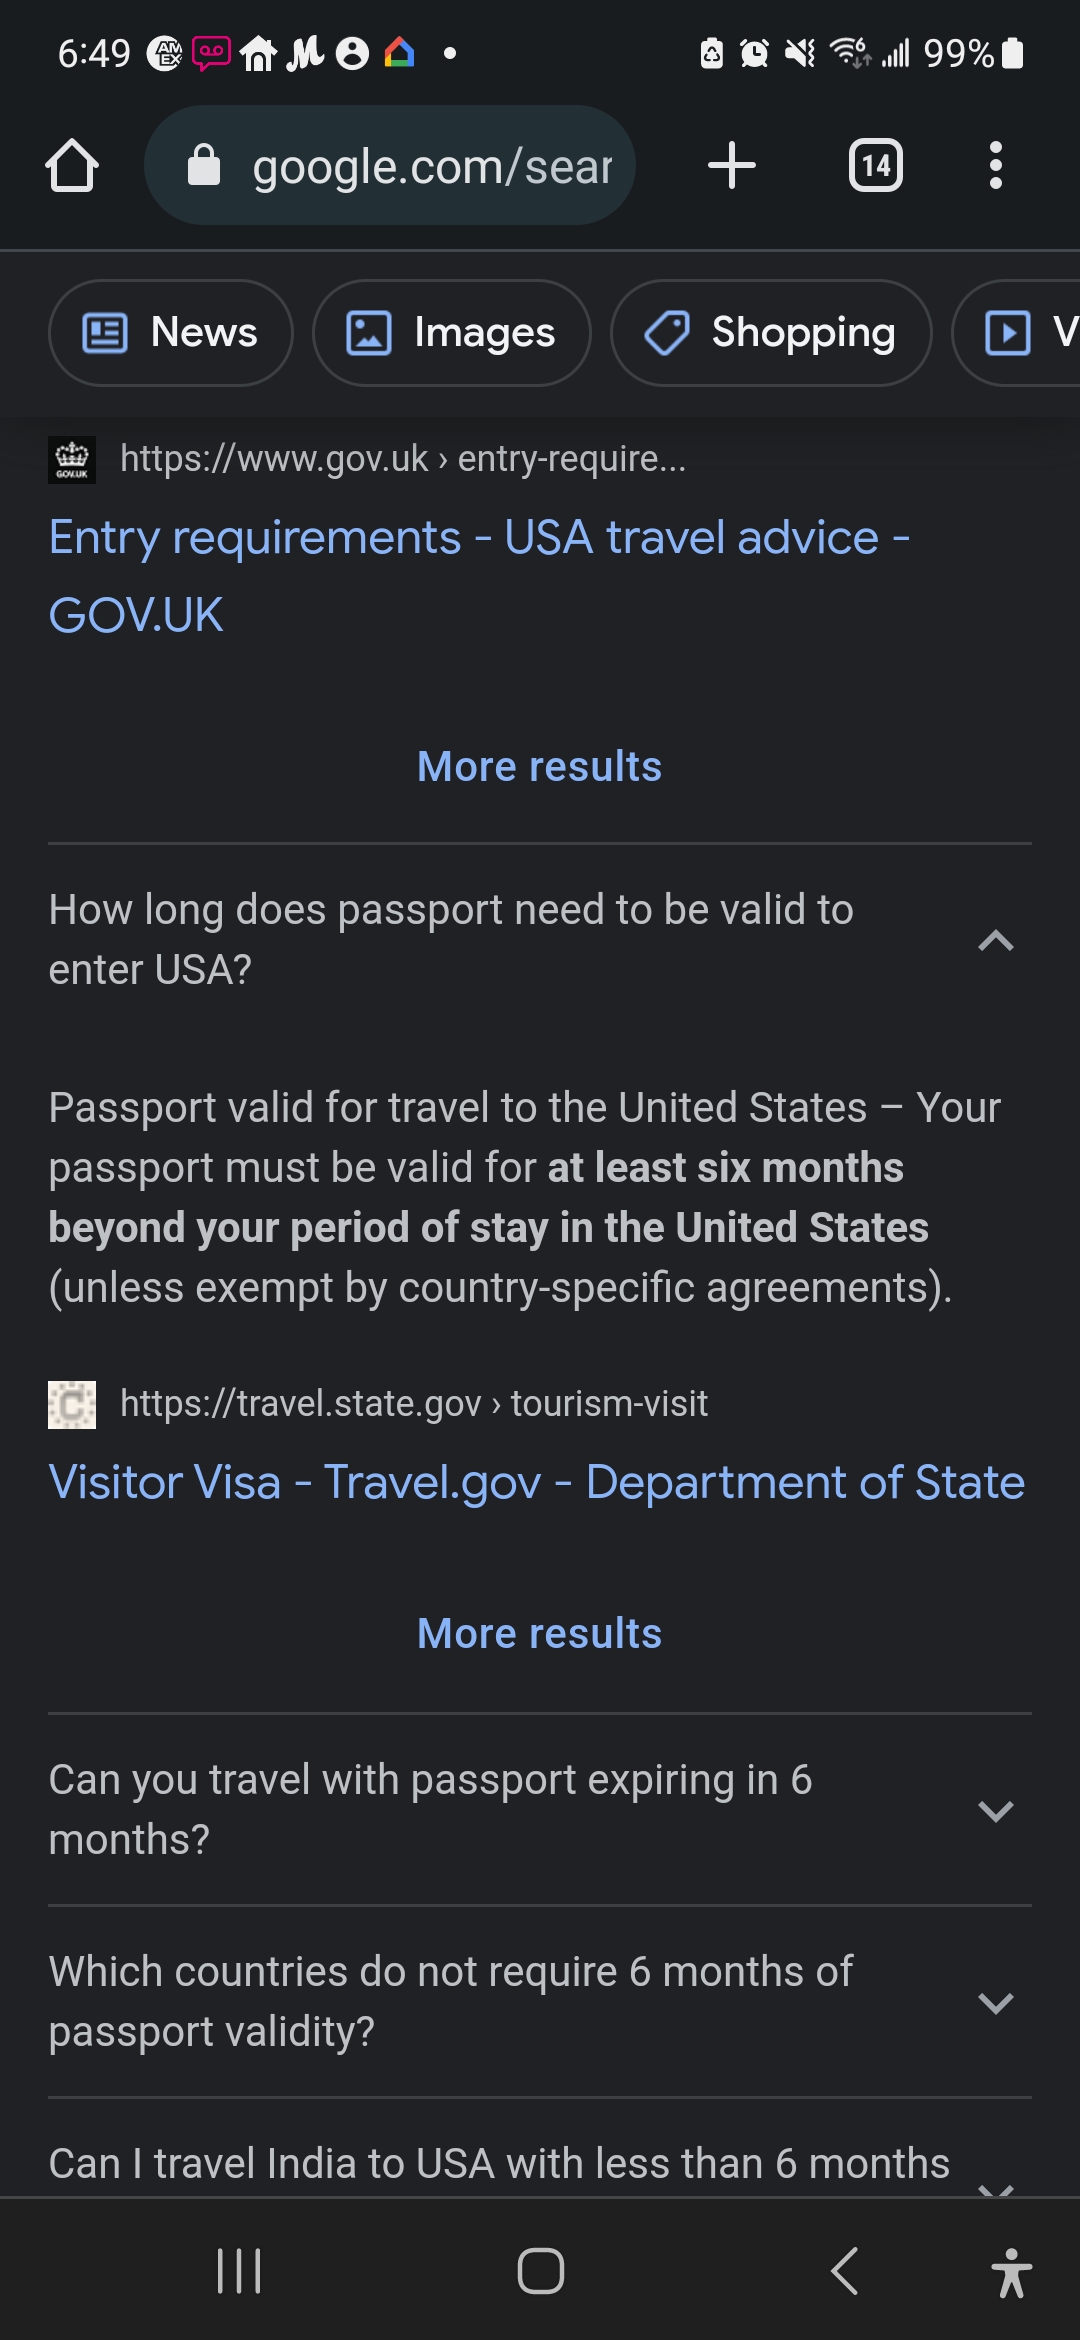 6:49 AM EX 6 99%
google.com/sear 14
News Images Shopping V
GOV.UK https://www.gov.uk › entry-require...
Entry requirements - USA travel advice -
GOV.UK
More results
How long does passport need to be valid to
enter USA?
Passport valid for travel to the United States – Your
passport must be valid for at least six months
beyond your period of stay in the United States
(unless exempt by country-specific agreements).
C https://travel.state.gov › tourism-visit
Visitor Visa - Travel.gov - Department of State
More results
Can you travel with passport expiring in 6
months?
Which countries do not require 6 months of
passport validity?
Can I travel India to USA with less than 6 months